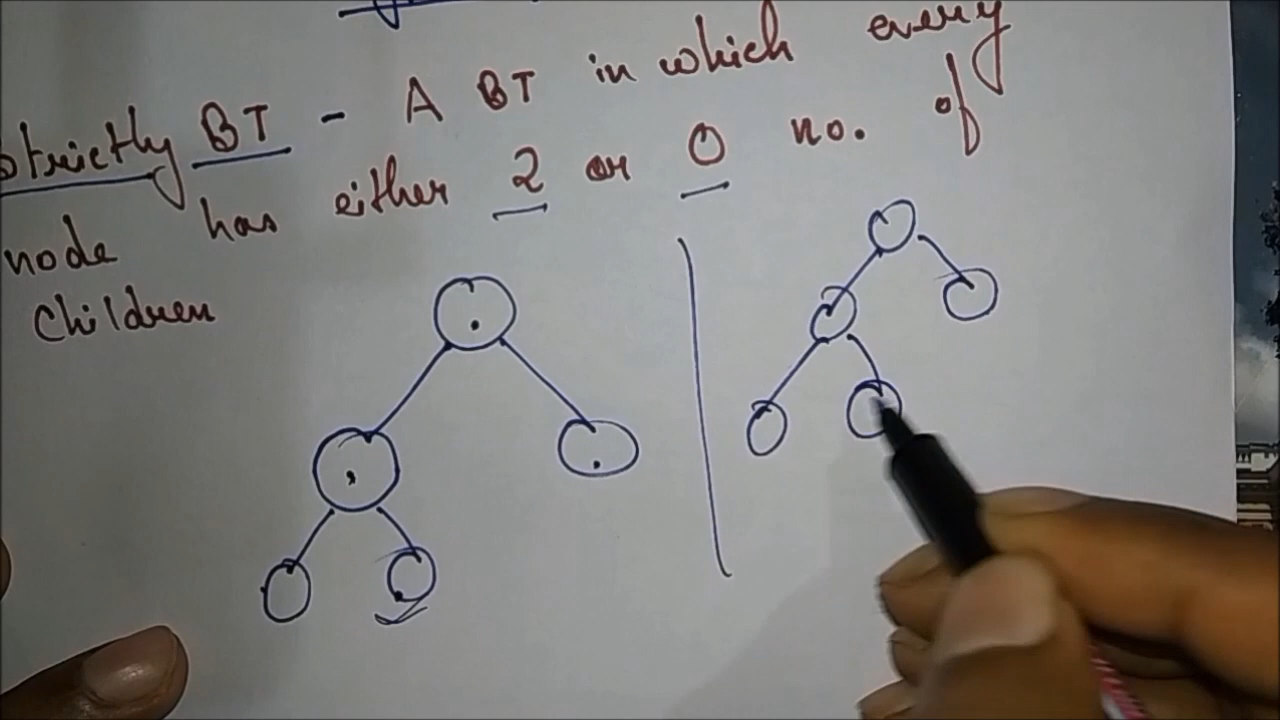 Strictly BT - A BT in which every
node has either 2 or 0 no. of
Children